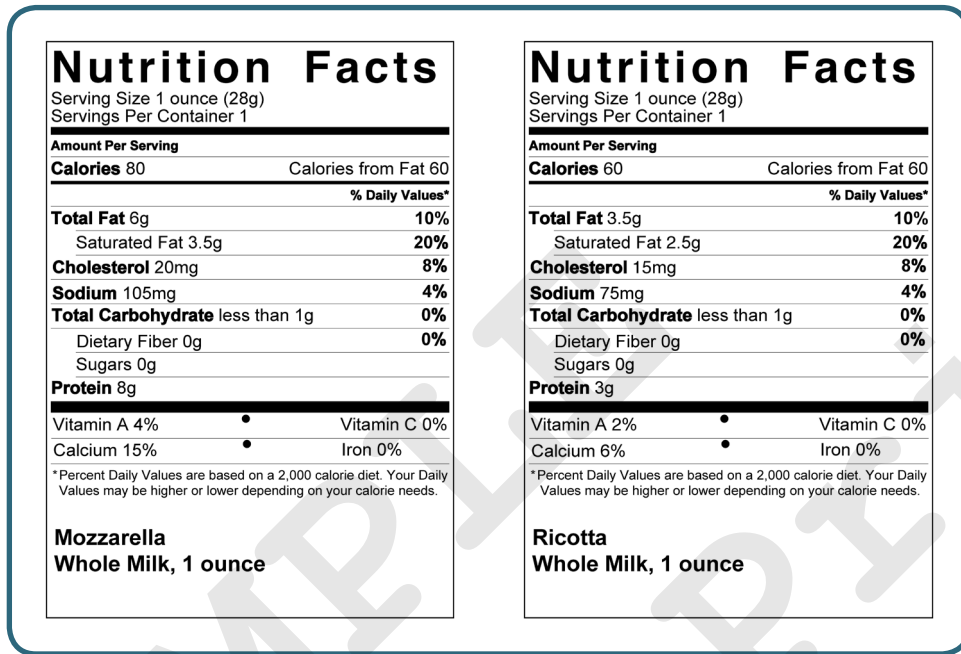 Nutrition Facts
Serving Size 1 ounce (28g)
Servings Per Container 1
Amount Per Serving
Calories 80 Calories from Fat 60
% Daily Values*
Total Fat 6g 10%
Saturated Fat 3.5g 20%
Cholesterol 20mg 8%
Sodium 105mg 4%
Total Carbohydrate less than 1g 0%
Dietary Fiber 0g 0%
Sugars 0g
Protein 8g
Vitamin A 4% • Vitamin C 0%
Calcium 15% • Iron 0%
*Percent Daily Values are based on a 2,000 calorie diet. Your Daily
Values may be higher or lower depending on your calorie needs.
Mozzarella
Whole Milk, 1 ounce
Nutrition Facts
Serving Size 1 ounce (28g)
Servings Per Container 1
Amount Per Serving
Calories 60 Calories from Fat 60
% Daily Values*
Total Fat 3.5g 10%
Saturated Fat 2.5g 20%
Cholesterol 15mg 8%
Sodium 75mg 4%
Total Carbohydrate less than 1g 0%
Dietary Fiber 0g 0%
Sugars 0g
Protein 3g
Vitamin A 2% • Vitamin C 0%
Calcium 6% • Iron 0%
*Percent Daily Values are based on a 2,000 calorie diet. Your Daily
Values may be higher or lower depending on your calorie needs.
Ricotta
Whole Milk, 1 ounce